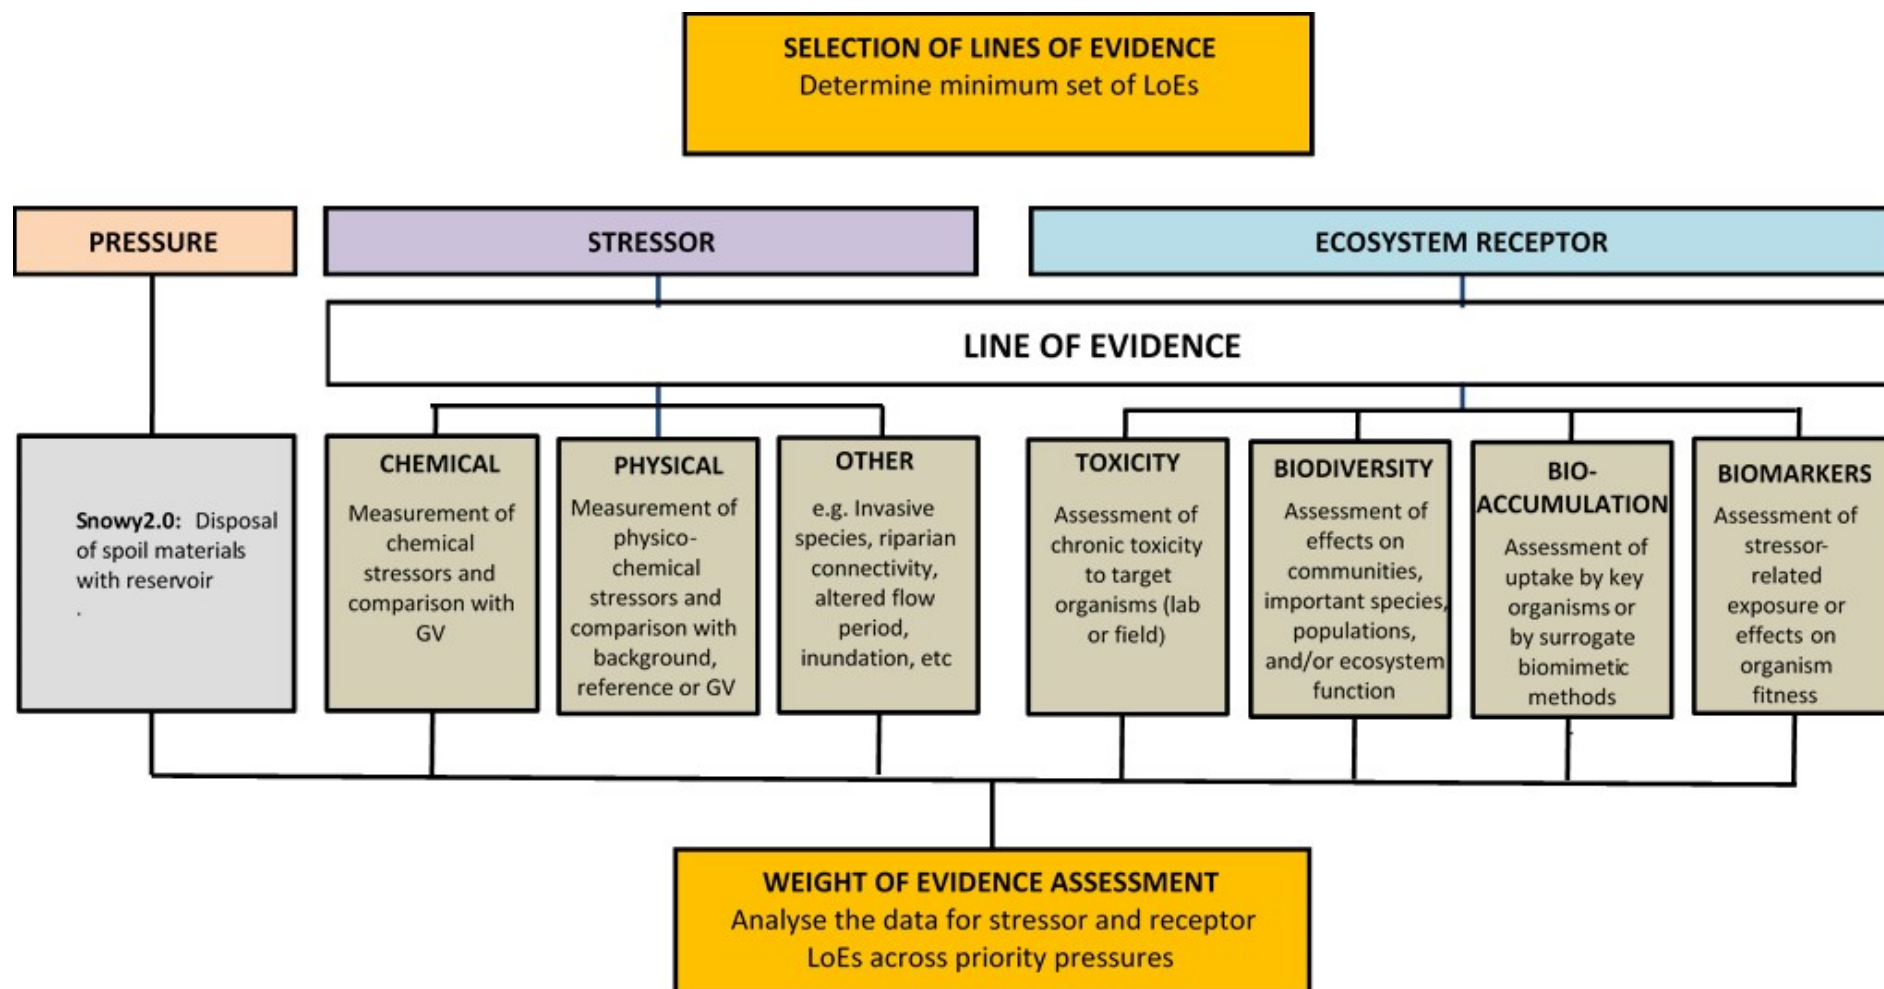 SELECTION OF LINES OF EVIDENCE
Determine minimum set of LoEs
PRESSURE
STRESSOR
ECOSYSTEM RECEPTOR
LINE OF EVIDENCE
Snowy2.0: Disposal
of spoil materials
with reservoir
.
CHEMICAL
Measurement of
chemical
stressors and
comparison with
GV
PHYSICAL
Measurement of
physico-
chemical
stressors and
comparison with
background,
reference or GV
OTHER
e.g. Invasive
species, riparian
connectivity,
altered flow
period,
inundation, etc
TOXICITY
Assessment of
chronic toxicity
to target
organisms (lab
or field)
BIODIVERSITY
Assessment of
effects on
communities,
important species,
populations,
and/or ecosystem
function
BIO-
ACCUMULATION
Assessment of
uptake by key
organisms or
by surrogate
biomimetic
methods
BIOMARKERS
Assessment of
stressor-
related
exposure or
effects on
organism
fitness
WEIGHT OF EVIDENCE ASSESSMENT
Analyse the data for stressor and receptor
LoEs across priority pressures